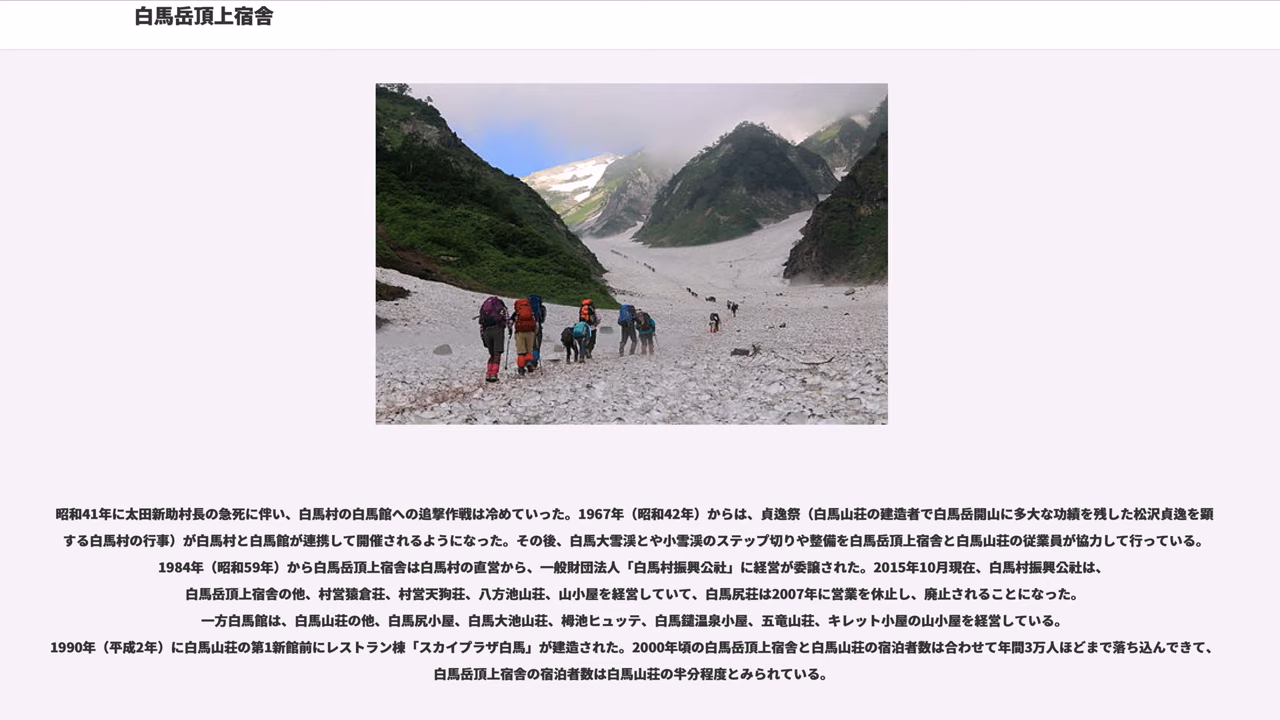 白馬岳頂上宿舎
昭和41年に太田新助村長の急死に伴い、白馬村の白馬館への追撃作戦は冷めていった。1967年（昭和42年）からは、貞逸祭（白馬山荘の建造者で白馬岳開山に多大な功績を残した松沢貞逸を顕
する白馬村の行事）が白馬村と白馬館が連携して開催されるようになった。その後、白馬大雪渓とや小雪渓のステップ切りや整備を白馬岳頂上宿舎と白馬山荘の従業員が協力して行っている。
1984年（昭和59年）から白馬岳頂上宿舎は白馬村の直営から、一般財団法人「白馬村振興公社」に経営が委譲された。2015年10月現在、白馬村振興公社は、
白馬岳頂上宿舎の他、村営猿倉荘、村営天狗荘、八方池山荘、山小屋を経営していて、白馬尻荘は2007年に営業を休止し、廃止されることになった。
一方白馬館は、白馬山荘の他、白馬尻小屋、白馬大池山荘、栂池ヒュッテ、白馬鑓温泉小屋、五竜山荘、キレット小屋の山小屋を経営している。
1990年（平成2年）に白馬山荘の第1新館前にレストラン棟「スカイプラザ白馬」が建造された。2000年頃の白馬岳頂上宿舎と白馬山荘の宿泊者数は合わせて年間3万人ほどまで落ち込んできて、
白馬岳頂上宿舎の宿泊者数は白馬山荘の半分程度とみられている。